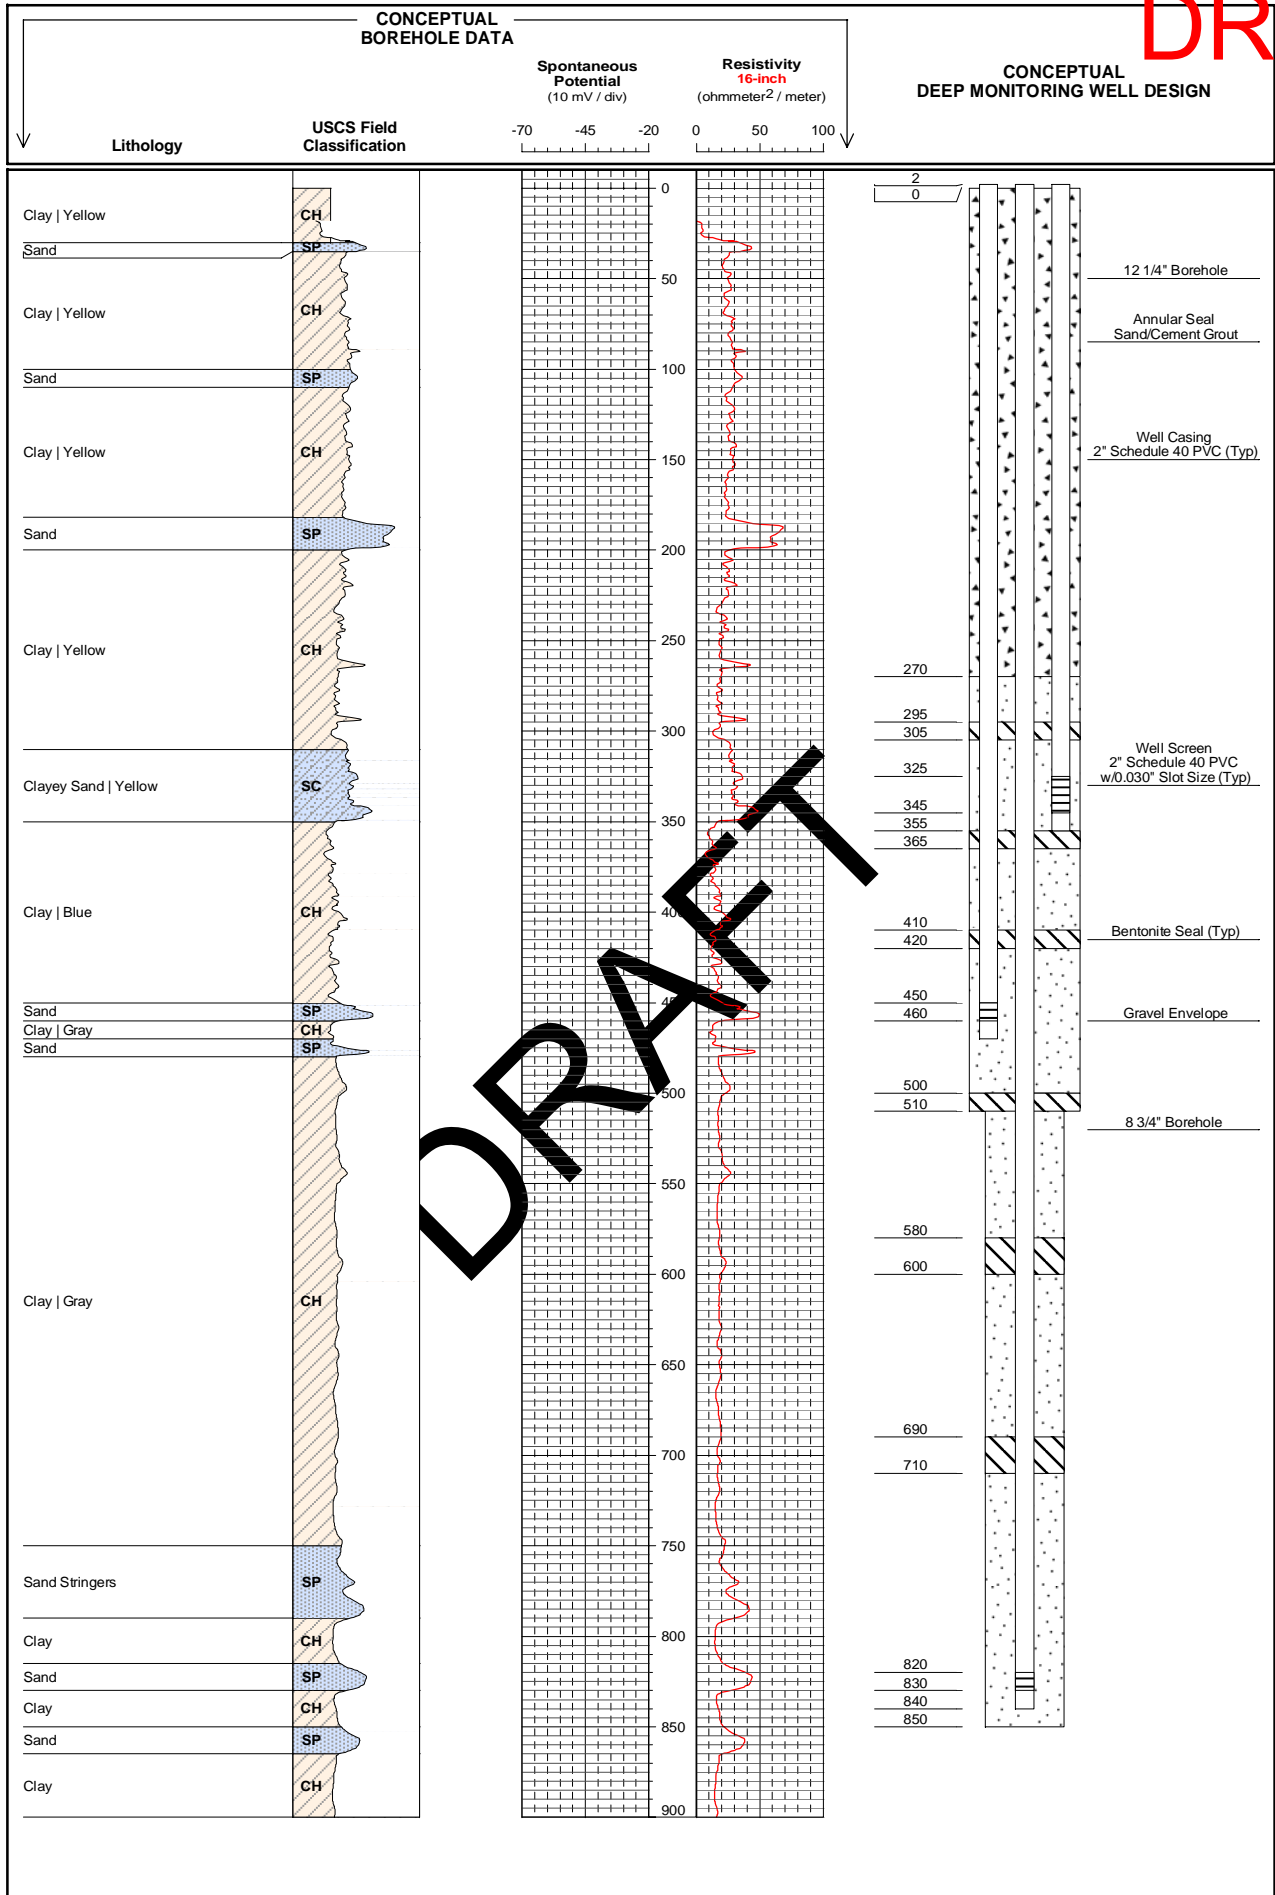 DR
CONCEPTUAL
BOREHOLE DATA
Spontaneous
Potential
(10 mV / div)
Resistivity
16-inch
(ohmmeter2 / meter)
CONCEPTUAL
DEEP MONITORING WELL DESIGN
Lithology
USCS Field
Classification
-70 -45 -20
0 50 100
Clay | Yellow
CH
Sand
SP
Clay | Yellow
CH
Sand
SP
Clay | Yellow
CH
Sand
SP
Clay | Yellow
CH
Clayey Sand | Yellow
SC
Clay | Blue
CH
Sand
SP
Clay | Gray
CH
Sand
SP
Clay | Gray
CH
Sand Stringers
SP
Clay
CH
Sand
SP
Clay
CH
Sand
SP
Clay
CH
0
50
100
150
200
250
300
350
400
450
500
550
600
650
700
750
800
850
900
DRAFT
2
0
270
295
305
325
345
355
365
410
420
450
460
500
510
580
600
690
710
820
830
840
850
12 1/4" Borehole
Annular Seal
Sand/Cement Grout
Well Casing
2" Schedule 40 PVC (Typ)
Well Screen
2" Schedule 40 PVC
w/0.030" Slot Size (Typ)
Bentonite Seal (Typ)
Gravel Envelope
8 3/4" Borehole